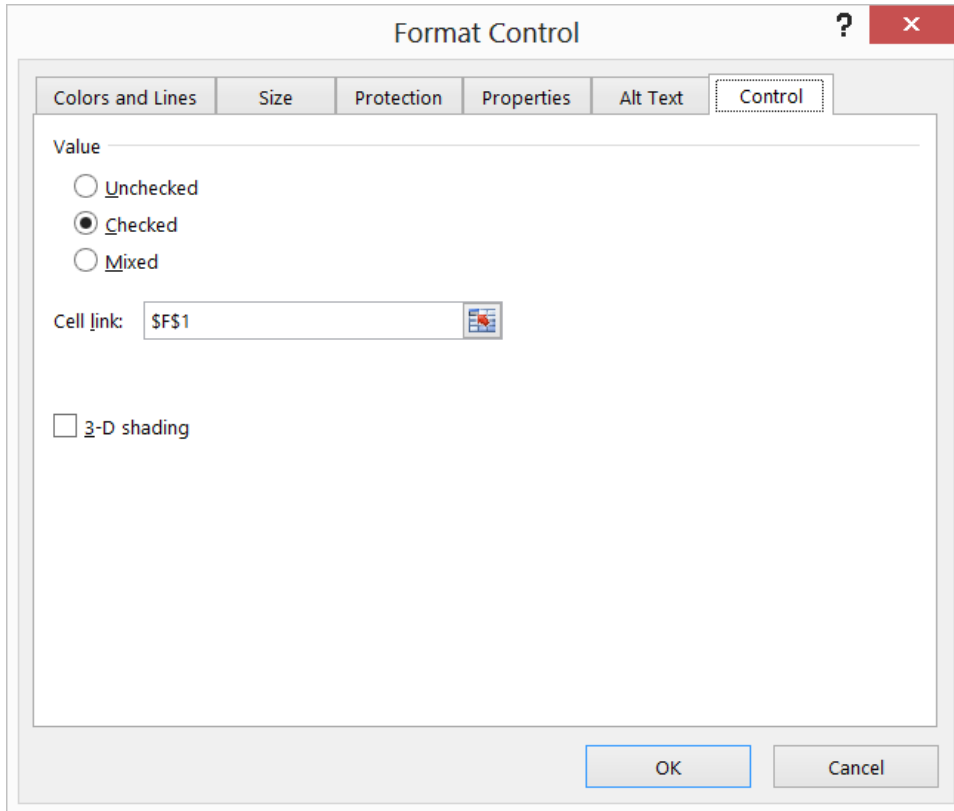 Format Control
?
Colors and Lines Size Protection Properties Alt Text Control
Value
Unchecked
Checked
Mixed
Cell link: $F$1
3-D shading
OK Cancel